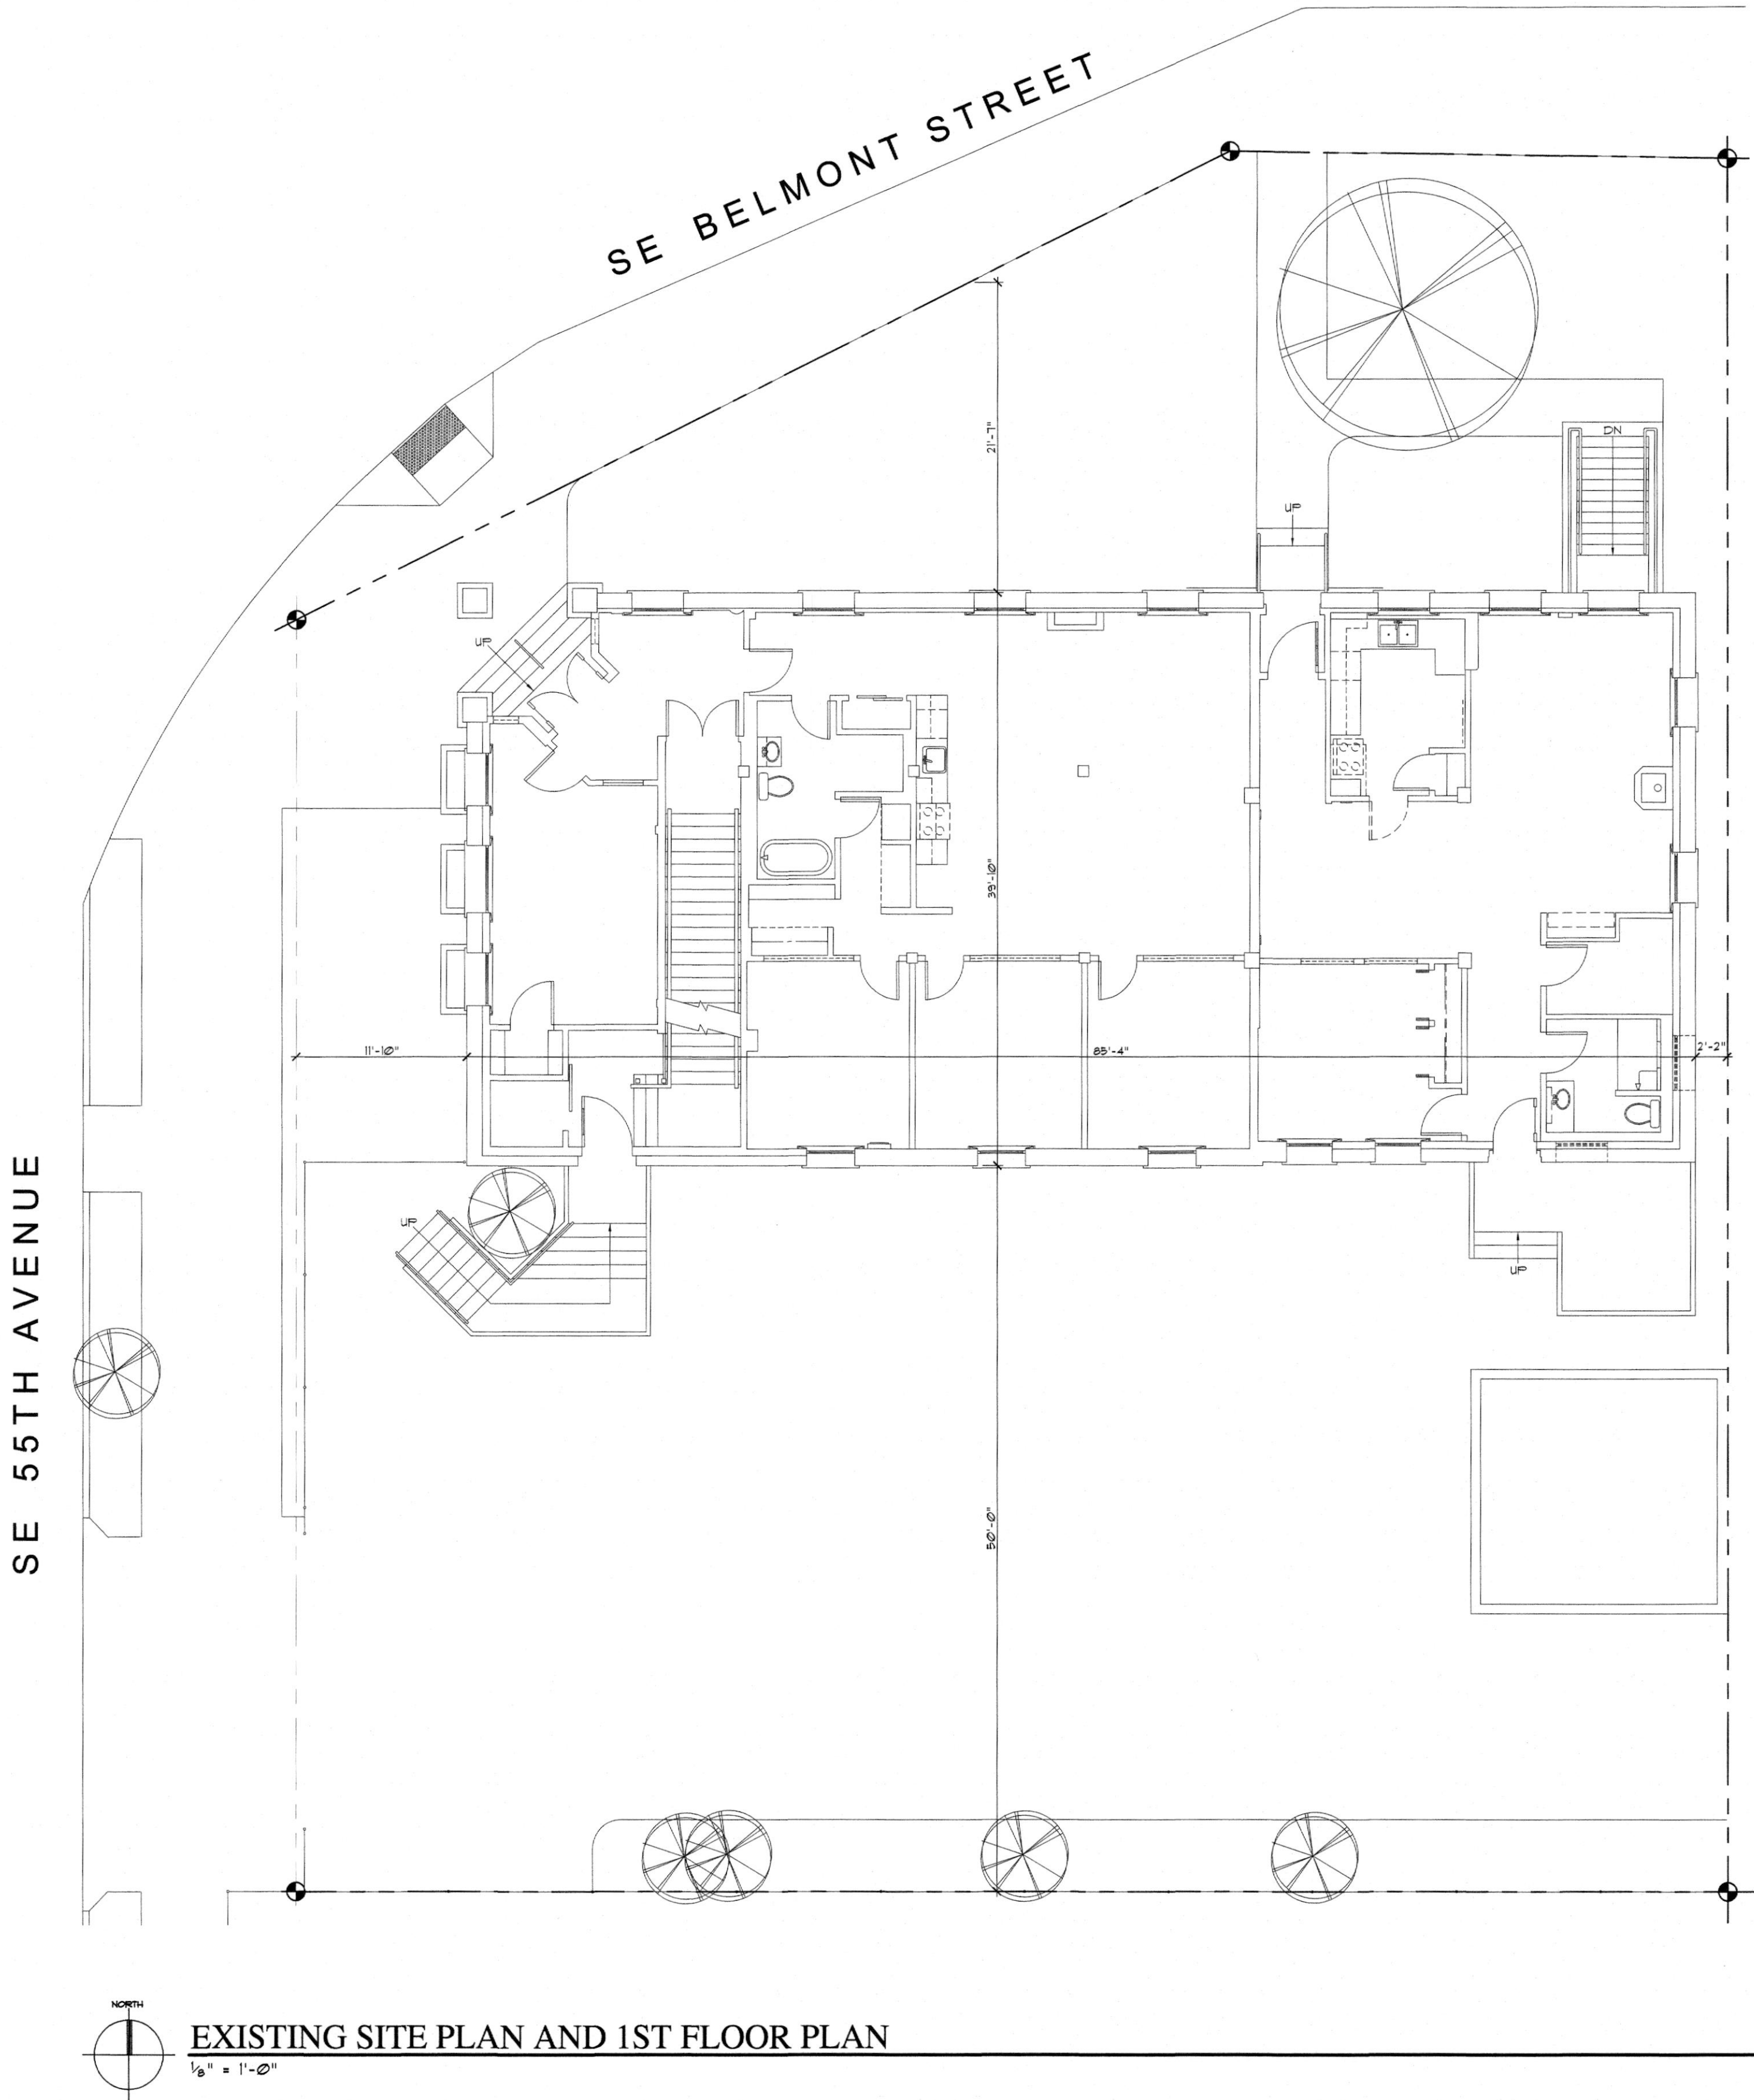 SE BELMONT STREET
21'-7"
DN
UP
UP
39'-10"
11'-10"
85'-4"
2'-2"
SE 55TH AVENUE
UP
UP
50'-0"
NORTH
EXISTING SITE PLAN AND 1ST FLOOR PLAN
1/8" = 1'-0"